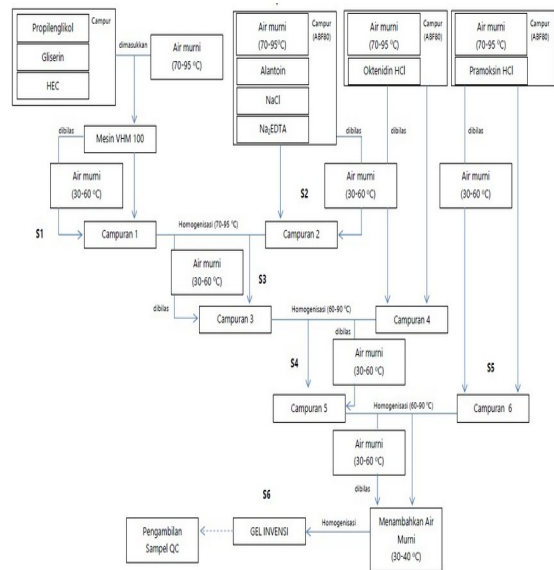 Campur
Propilenglikol
Gliserin
HEC
dimasukkan
Air murni
(70-95 °C)
Campur
(ABF80)
Air murni
(70-95°C)
Alantoin
NaCl
Na₂EDTA
Campur
(ABF80)
Air murni
(70-95 °C)
Oktenidin HCl
Campur
(ABF80)
Air murni
(70-95 °C)
Pramoksin HCl
Mesin VHM 100
dibilas
dibilas
dibilas
dibilas
Air murni
(30-60 °C)
S2
Air murni
(30-60 °C)
Air murni
(30-60 °C)
S1
Campuran 1
Homogenisasi (70-95 °C)
Campuran 2
Air murni
(30-60 °C)
S3
dibilas
Campuran 3
Homogenisasi (60-90 °C)
Campuran 4
dibilas
Air murni
(30-60 °C)
S4
S5
Campuran 5
Homogenisasi (60-90 °C)
Campuran 6
Air murni
(30-60 °C)
dibilas
S6
Pengambilan
Sampel QC
GEL INVENSI
Homogenisasi
Menambahkan Air
Murni
(30-40 °C)